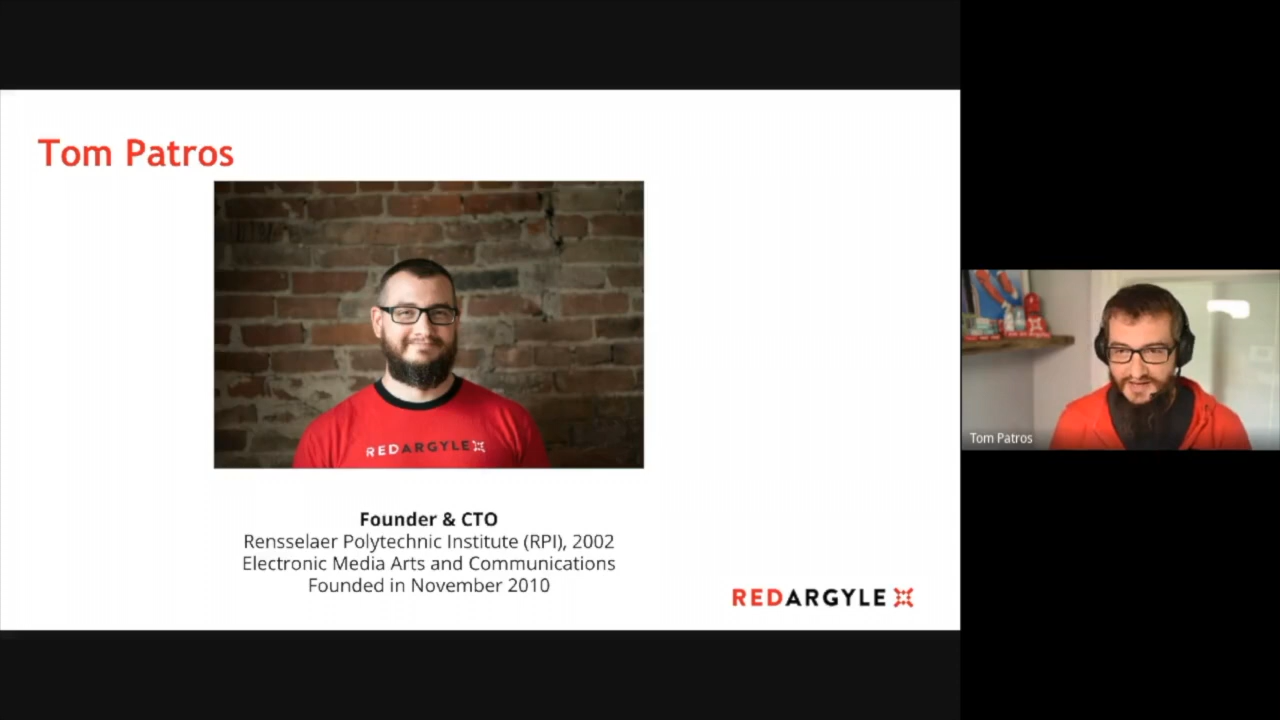 Tom Patros
REDARGYLE
Founder & CTO
Rensselaer Polytechnic Institute (RPI), 2002
Electronic Media Arts and Communications
Founded in November 2010
REDARGYLE
Tom Patros